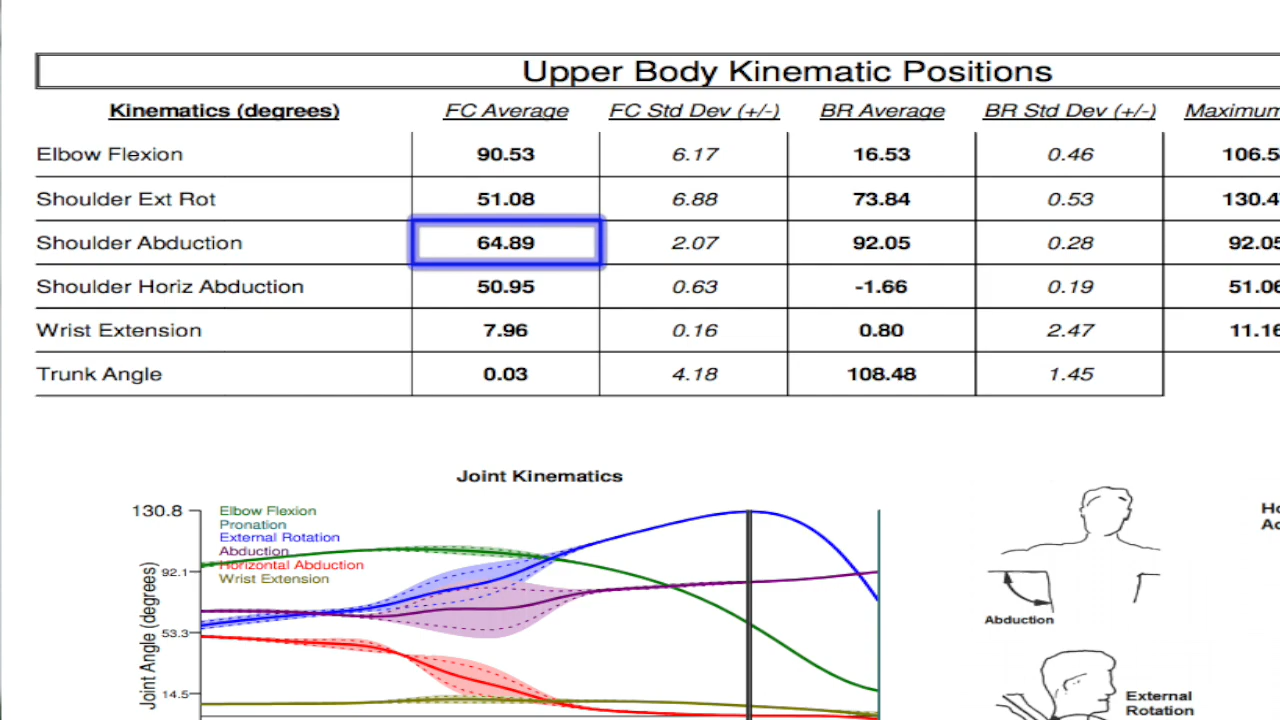 Upper Body Kinematic Positions
Kinematics (degrees) FC Average FC Std Dev (+/-) BR Average BR Std Dev (+/-) Maximum
Elbow Flexion 90.53 6.17 16.53 0.46 106.5
Shoulder Ext Rot 51.08 6.88 73.84 0.53 130.4
Shoulder Abduction 64.89 2.07 92.05 0.28 92.05
Shoulder Horiz Abduction 50.95 0.63 -1.66 0.19 51.06
Wrist Extension 7.96 0.16 0.80 2.47 11.16
Trunk Angle 0.03 4.18 108.48 1.45
Joint Kinematics
130.8
92.1
53.3
14.5
Joint Angle (degrees)
Elbow Flexion
Pronation
External Rotation
Abduction
Horizontal Abduction
Wrist Extension
Abduction
External
Rotation
Ho
Ac